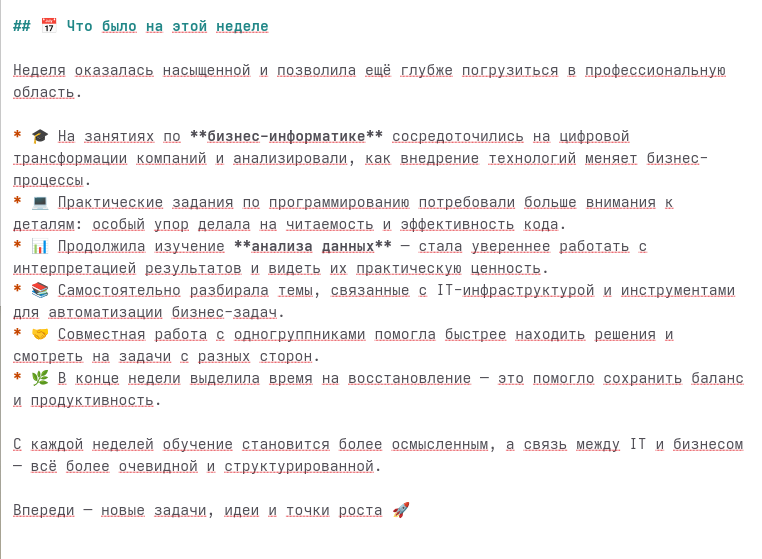 ## 📅 Что было на этой неделе
Неделя оказалась насыщенной и позволила ещё глубже погрузиться в профессиональную
область.
* 🎓 На занятиях по **бизнес-информатике** сосредоточились на цифровой
трансформации компаний и анализировали, как внедрение технологий меняет бизнес-
процессы.
* 💻 Практические задания по программированию потребовали больше внимания к
деталям: особый упор делала на читаемость и эффективность кода.
* 📊 Продолжила изучение **анализа данных** — стала увереннее работать с
интерпретацией результатов и видеть их практическую ценность.
* 📚 Самостоятельно разбирала темы, связанные с IT-инфраструктурой и инструментами
для автоматизации бизнес-задач.
* 🤝 Совместная работа с одногруппниками помогла быстрее находить решения и
смотреть на задачи с разных сторон.
* 🌿 В конце недели выделила время на восстановление — это помогло сохранить баланс
и продуктивность.
С каждой неделей обучение становится более осмысленным, а связь между IT и бизнесом
— всё более очевидной и структурированной.
Впереди — новые задачи, идеи и точки роста 🚀